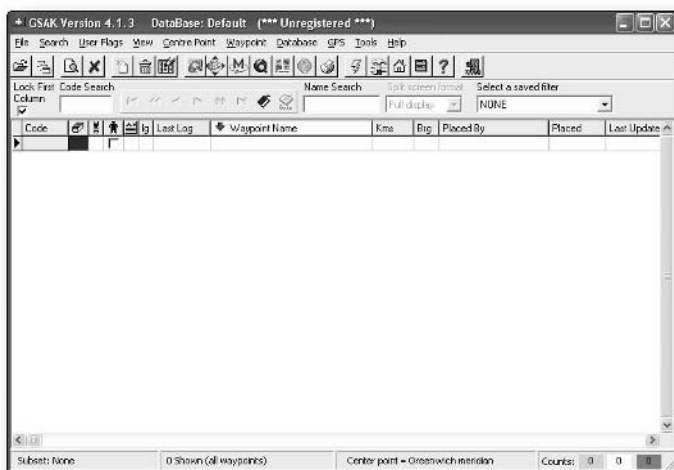 GSAK Version 4.1.3 DataBase: Default (*** Unregistered ***)
File Search User Flags View Centre Point Waypoint Database GPS Tools Help
Lock First Column Code Search Name Search Split screen format Select a saved filter
Full display NONE
Code Ig Last Log Waypoint Name Kms Brg Placed By Placed Last Update
Subset: None 0 Shown (all waypoints) Center point = Greenwich meridian Counts: 0 0 0